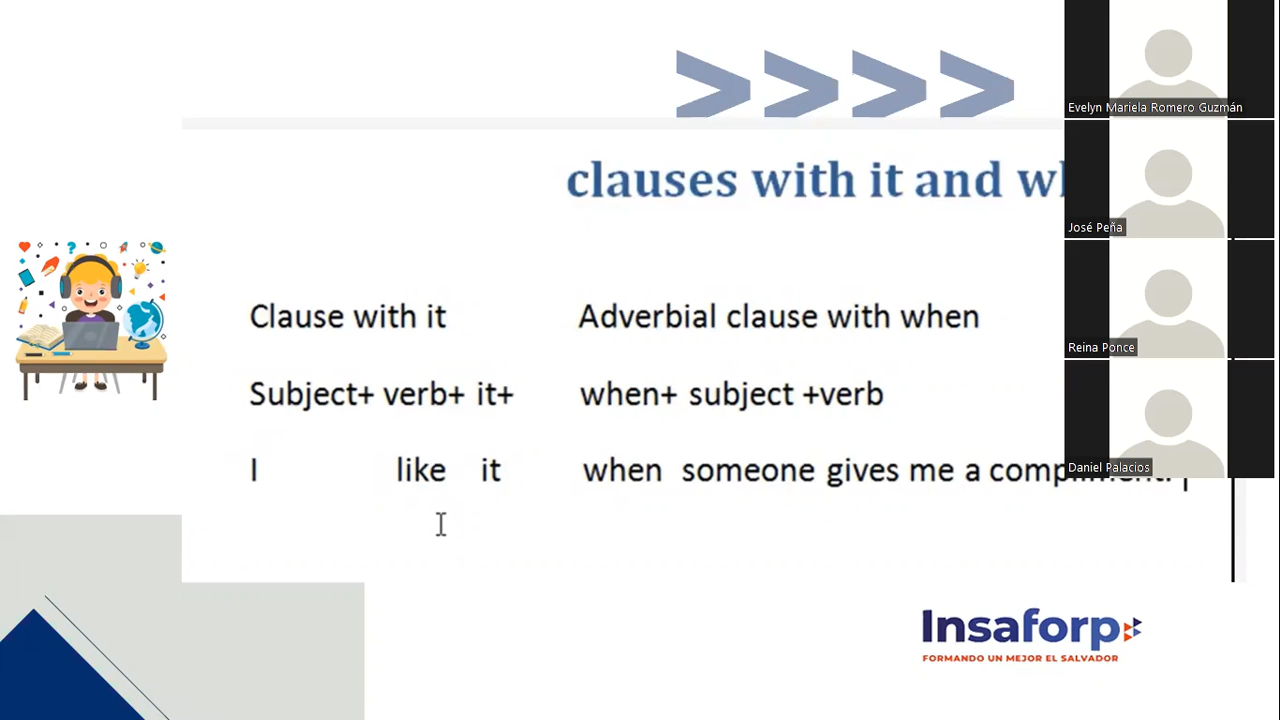 Evelyn Mariela Romero Guzmán
clauses with it and
José Peña
Clause with it Adverbial clause with when
Reina Ponce
Subject+ verb+ it+ when+ subject +verb
Daniel Palacios
I like it when someone gives me a compliment.
Insaforp
FORMANDO UN MEJOR EL SALVADOR